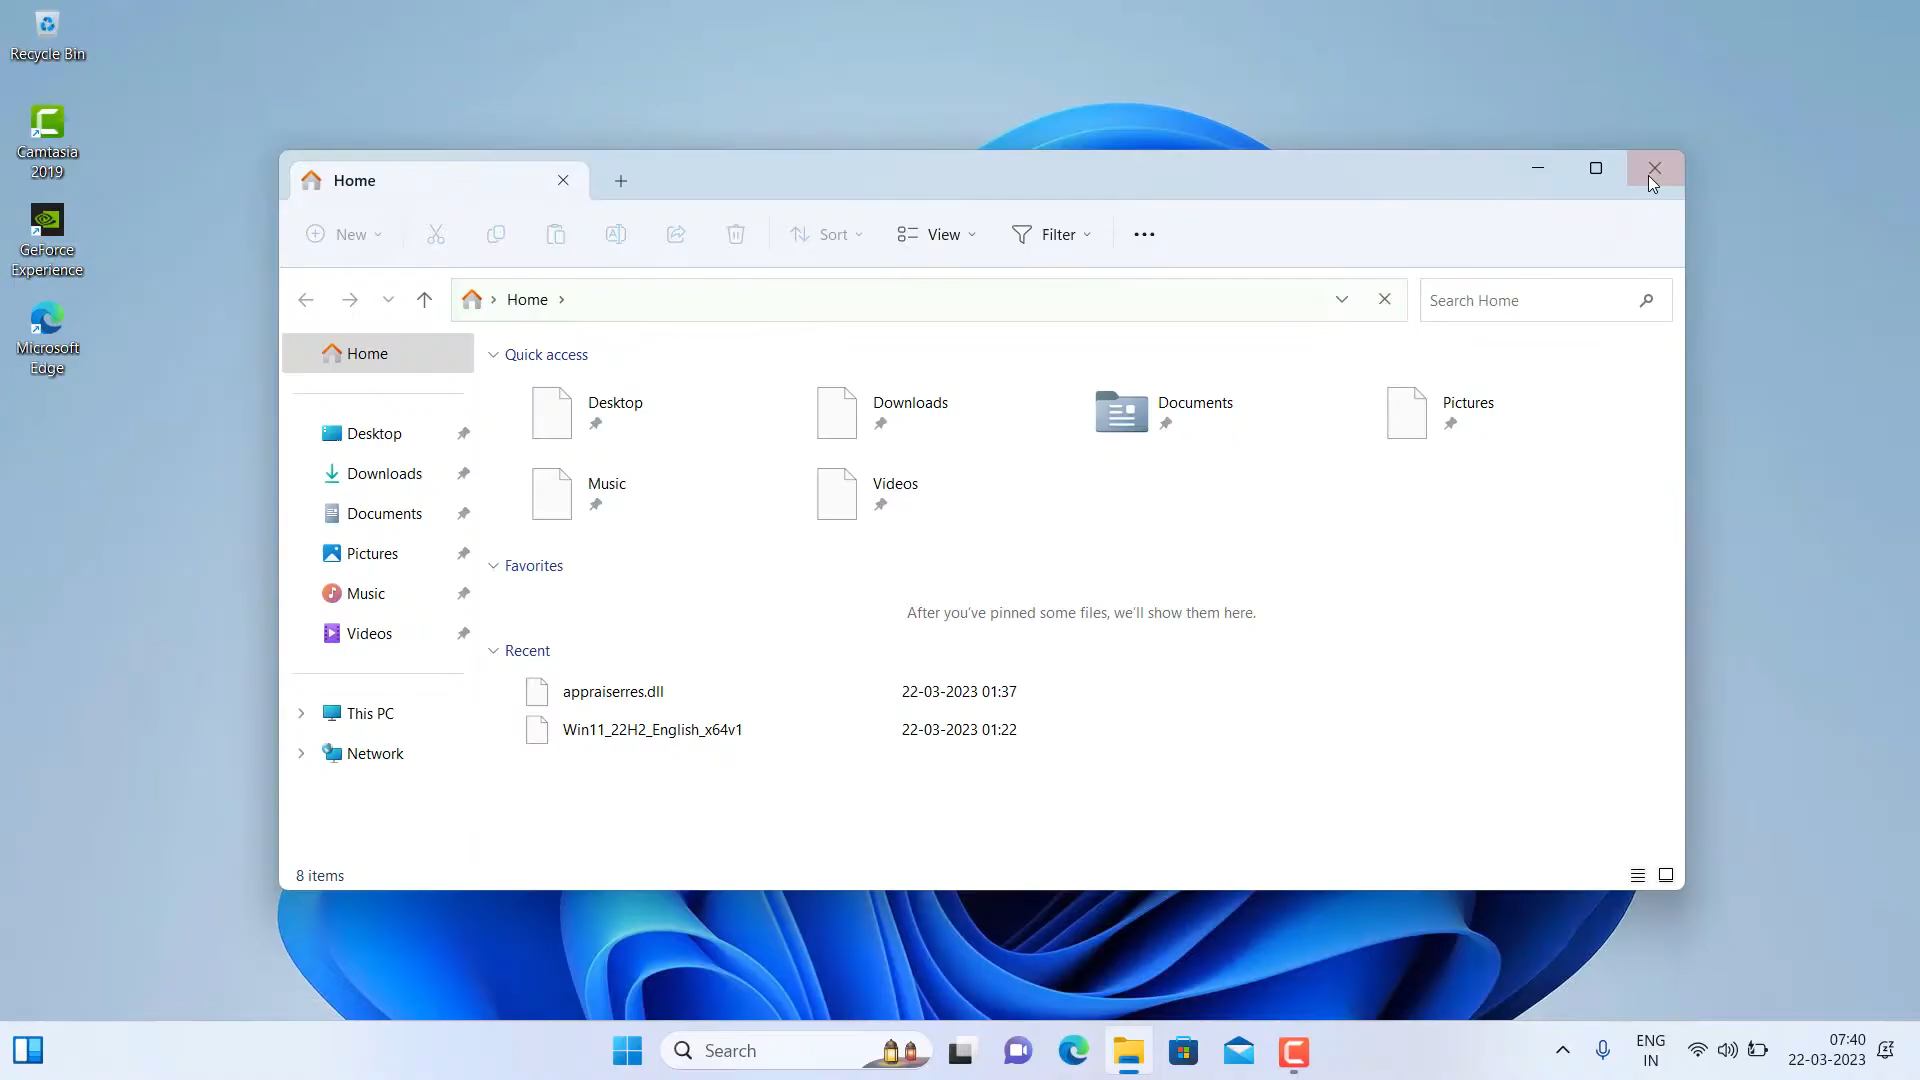 Recycle Bin
Camtasia
2019
GeForce
Experience
Microsoft
Edge
Home
New
Sort
View
Filter
Home
Search Home
Home
Desktop
Downloads
Documents
Pictures
Music
Videos
This PC
Network
Quick access
Desktop
Downloads
Documents
Pictures
Music
Videos
Favorites
After you've pinned some files, we'll show them here.
Recent
appraiserres.dll 22-03-2023 01:37
Win11_22H2_English_x64v1 22-03-2023 01:22
8 items
Search
ENG
IN
07:40
22-03-2023